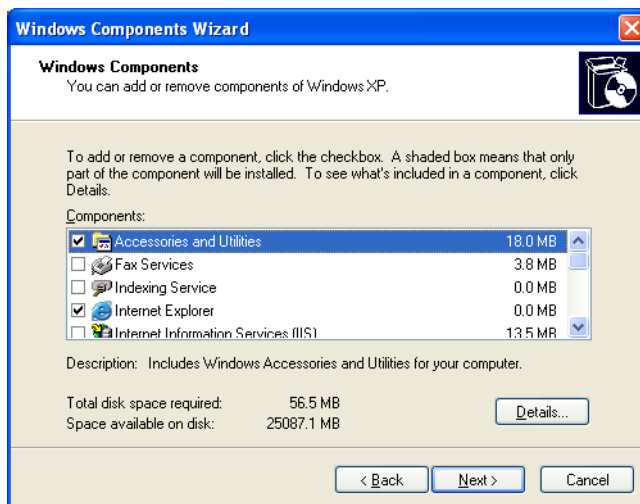 Windows Components Wizard
Windows Components
You can add or remove components of Windows XP.
To add or remove a component, click the checkbox. A shaded box means that only
part of the component will be installed. To see what's included in a component, click
Details.
Components:
Accessories and Utilities 18.0 MB
Fax Services 3.8 MB
Indexing Service 0.0 MB
Internet Explorer 0.0 MB
Internet Information Services (IIS) 13.5 MB
Description: Includes Windows Accessories and Utilities for your computer.
Total disk space required: 56.5 MB
Space available on disk: 25087.1 MB
Details...
< Back Next > Cancel